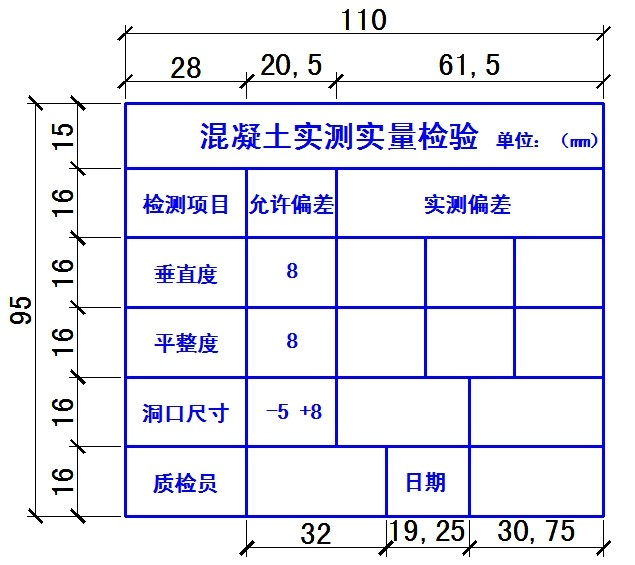 110
28 20,5 61,5
95
15
混凝土实测实量检验 单位：（mm）
16
检测项目 允许偏差 实测偏差
16
垂直度 8
16
平整度 8
16
洞口尺寸 -5 +8
16
质检员 日期
32 19,25 30,75